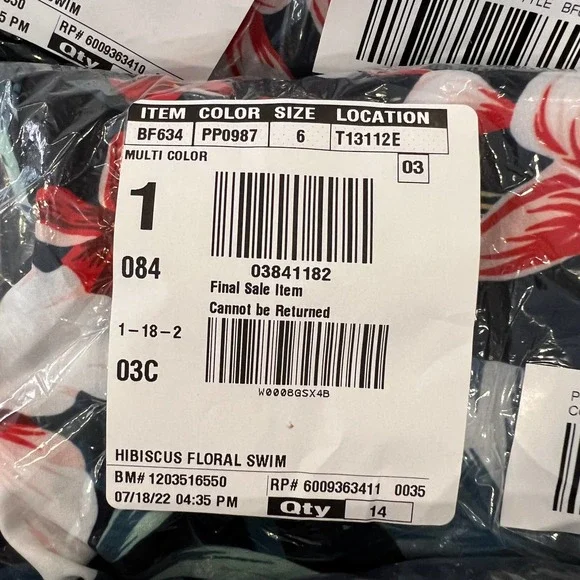 SWIM
5 PM
RP# 6009363410
Qty
ITEM COLOR SIZE LOCATION
BF634 PP0987 6 T13112E
MULTI COLOR
03
1
084
03841182
Final Sale Item
Cannot be Returned
1-18-2
03C
W0008GSX4B
HIBISCUS FLORAL SWIM
BM# 1203516550
RP# 6009363411 0035
07/18/22 04:35 PM
Qty 14